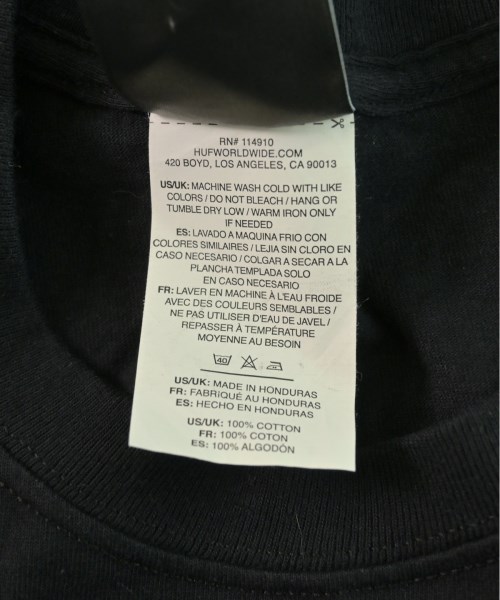 RN# 114910
HUFWORLDWIDE.COM
420 BOYD, LOS ANGELES, CA 90013
US/UK: MACHINE WASH COLD WITH LIKE
COLORS / DO NOT BLEACH / HANG OR
TUMBLE DRY LOW / WARM IRON ONLY
IF NEEDED
ES: LAVADO A MAQUINA FRIO CON
COLORES SIMILAIRES / LEJIA SIN CLORO EN
CASO NECESARIO / COLGAR A SECAR A LA
PLANCHA TEMPLADA SOLO
EN CASO NECESARIO
FR: LAVER EN MACHINE À L'EAU FROIDE
AVEC DES COULEURS SEMBLABLES /
NE PAS UTILISER D'EAU DE JAVEL /
REPASSER À TEMPÉRATURE
MOYENNE AU BESOIN
40
US/UK: MADE IN HONDURAS
FR: FABRIQUÉ AU HONDURAS
ES: HECHO EN HONDURAS
US/UK: 100% COTTON
FR: 100% COTON
ES: 100% ALGODÓN